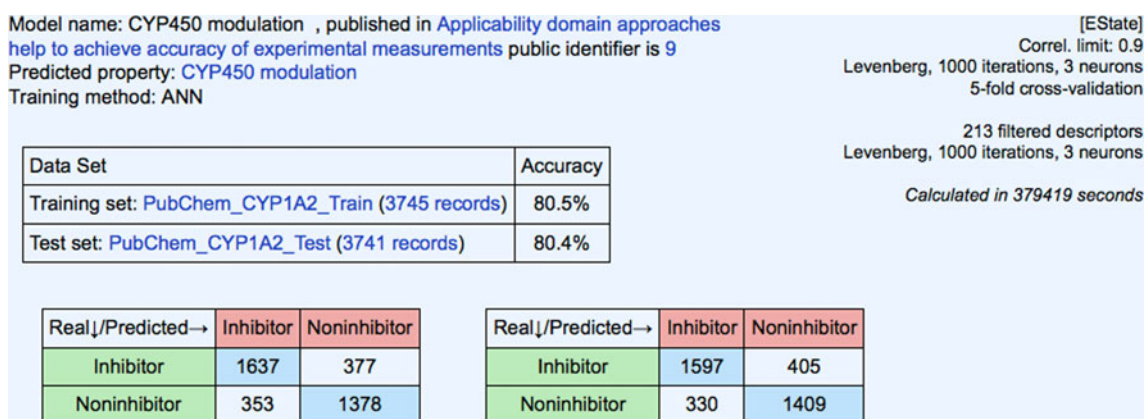 Model name: CYP450 modulation , published in Applicability domain approaches
help to achieve accuracy of experimental measurements public identifier is 9
Predicted property: CYP450 modulation
Training method: ANN
[EState]
Correl. limit: 0.9
Levenberg, 1000 iterations, 3 neurons
5-fold cross-validation
213 filtered descriptors
Levenberg, 1000 iterations, 3 neurons
Calculated in 379419 seconds
Data Set Accuracy
Training set: PubChem_CYP1A2_Train (3745 records) 80.5%
Test set: PubChem_CYP1A2_Test (3741 records) 80.4%
Real↓/Predicted→ Inhibitor Noninhibitor
Inhibitor 1637 377
Noninhibitor 353 1378
Real↓/Predicted→ Inhibitor Noninhibitor
Inhibitor 1597 405
Noninhibitor 330 1409